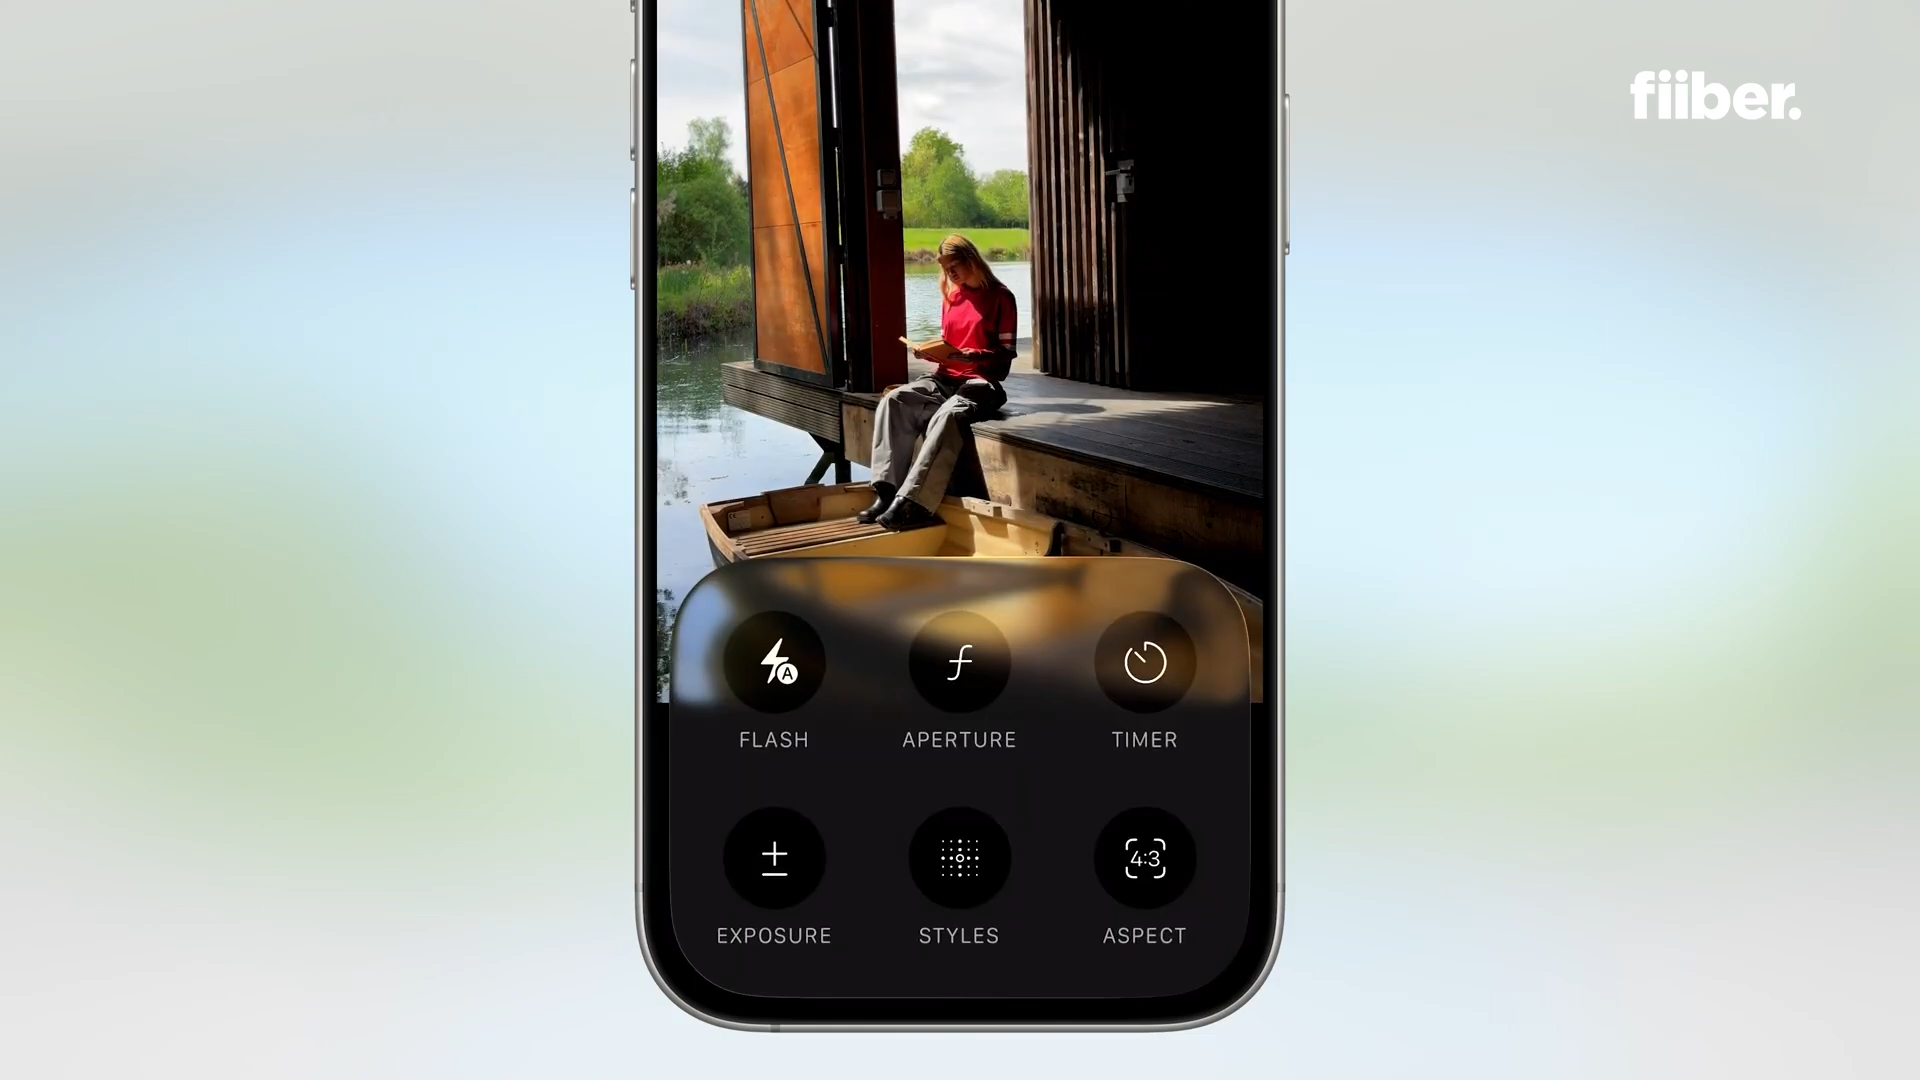 fiiber.
A
f
FLASH
APERTURE
TIMER
4:3
EXPOSURE
STYLES
ASPECT